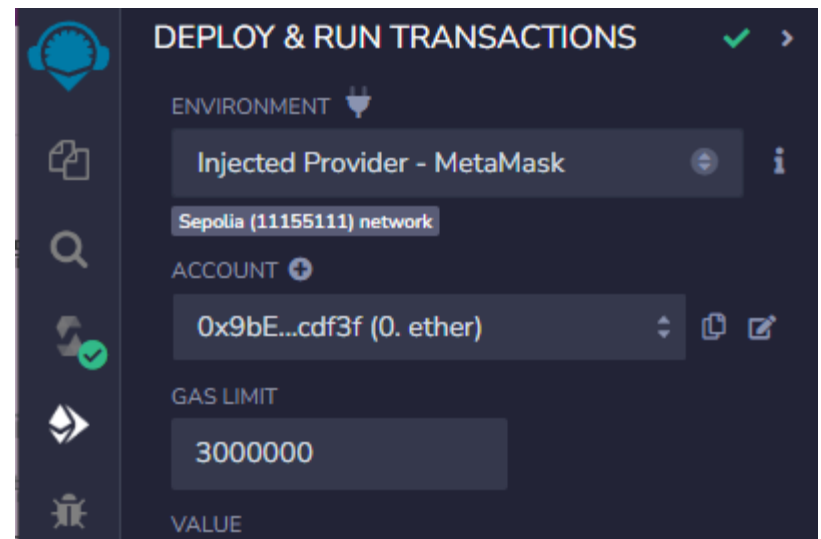 DEPLOY & RUN TRANSACTIONS
ENVIRONMENT
Injected Provider - MetaMask
i
Sepolia (11155111) network
ACCOUNT
0x9bE...cdf3f (0. ether)
GAS LIMIT
3000000
VALUE